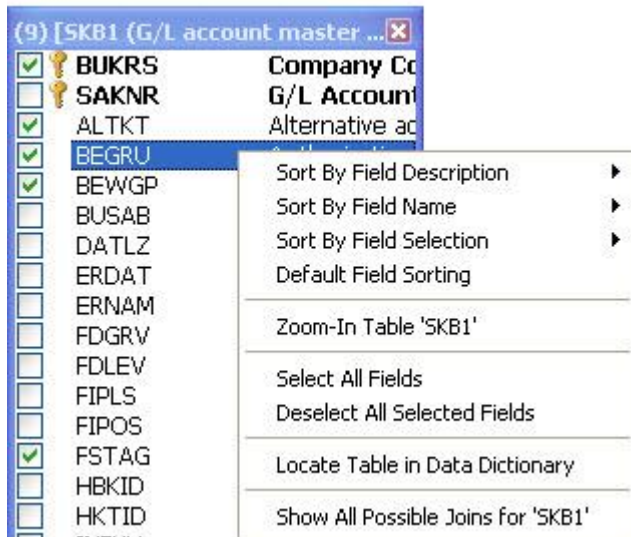 (9) [SKB1 (G/L account master ...
BUKRS Company Co
SAKNR G/L Account
ALTKT Alternative ac
BEGRU
BEWGP
BUSAB
DATLZ
ERDAT
ERNAM
FDGRV
FDLEV
FIPLS
FIPOS
FSTAG
HBKID
HKTID
Sort By Field Description
Sort By Field Name
Sort By Field Selection
Default Field Sorting
Zoom-In Table 'SKB1'
Select All Fields
Deselect All Selected Fields
Locate Table in Data Dictionary
Show All Possible Joins for 'SKB1'